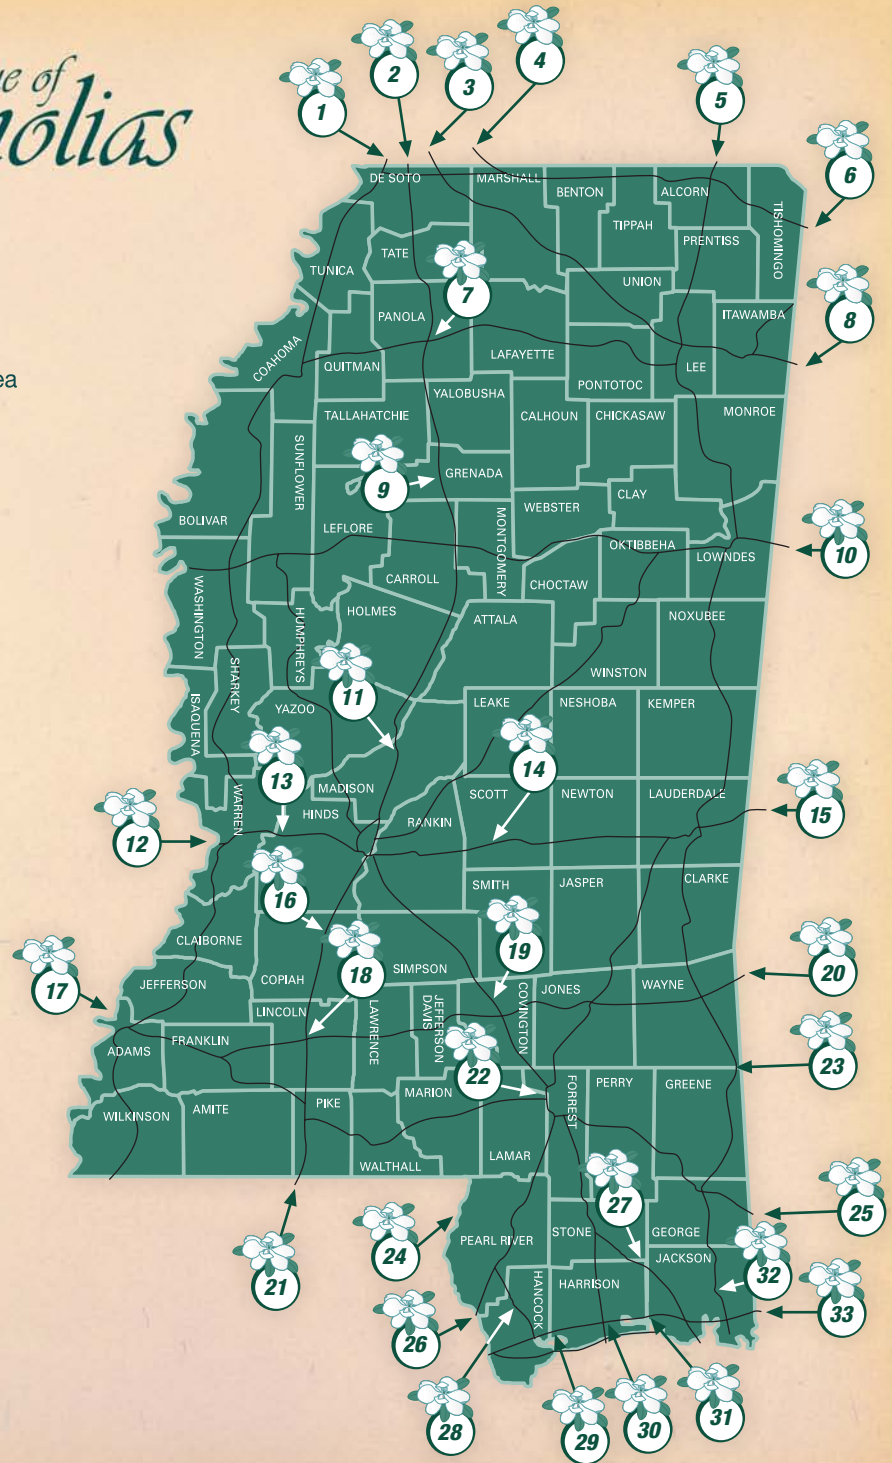 ue of
nolias
ea
1
2
3
4
5
6
DE SOTO
MARSHALL
BENTON
ALCORN
TIPPAH
TISHOMINGO
PRENTISS
TATE
TUNICA
7
UNION
8
ITAWAMBA
PANOLA
LAFAYETTE
COAHOMA
QUITMAN
LEE
PONTOTOC
YALOBUSHA
TALLAHATCHIE
CALHOUN
CHICKASAW
MONROE
SUNFLOWER
9
GRENADA
CLAY
WEBSTER
BOLIVAR
LEFLORE
MONTGOMERY
OKTIBBEHA
10
LOWNDES
CARROLL
CHOCTAW
WASHINGTON
HUMPHREYS
HOLMES
ATTALA
NOXUBEE
WINSTON
SHARKEY
ISAQUENA
11
YAZOO
LEAKE
NESHOBA
KEMPER
13
14
MADISON
SCOTT
NEWTON
LAUDERDALE
15
WARREN
HINDS
RANKIN
12
SMITH
JASPER
CLARKE
16
CLAIBORNE
19
18
SIMPSON
COPIAH
JEFFERSON
17
JONES
WAYNE
20
LINCOLN
LAWRENCE
JEFFERSON
DAVIS
COVINGTON
FRANKLIN
ADAMS
22
23
FORREST
PERRY
GREENE
MARION
PIKE
AMITE
WILKINSON
LAMAR
WALTHALL
27
25
24
PEARL RIVER
STONE
GEORGE
JACKSON
32
21
HANCOCK
HARRISON
33
26
28
29
30
31